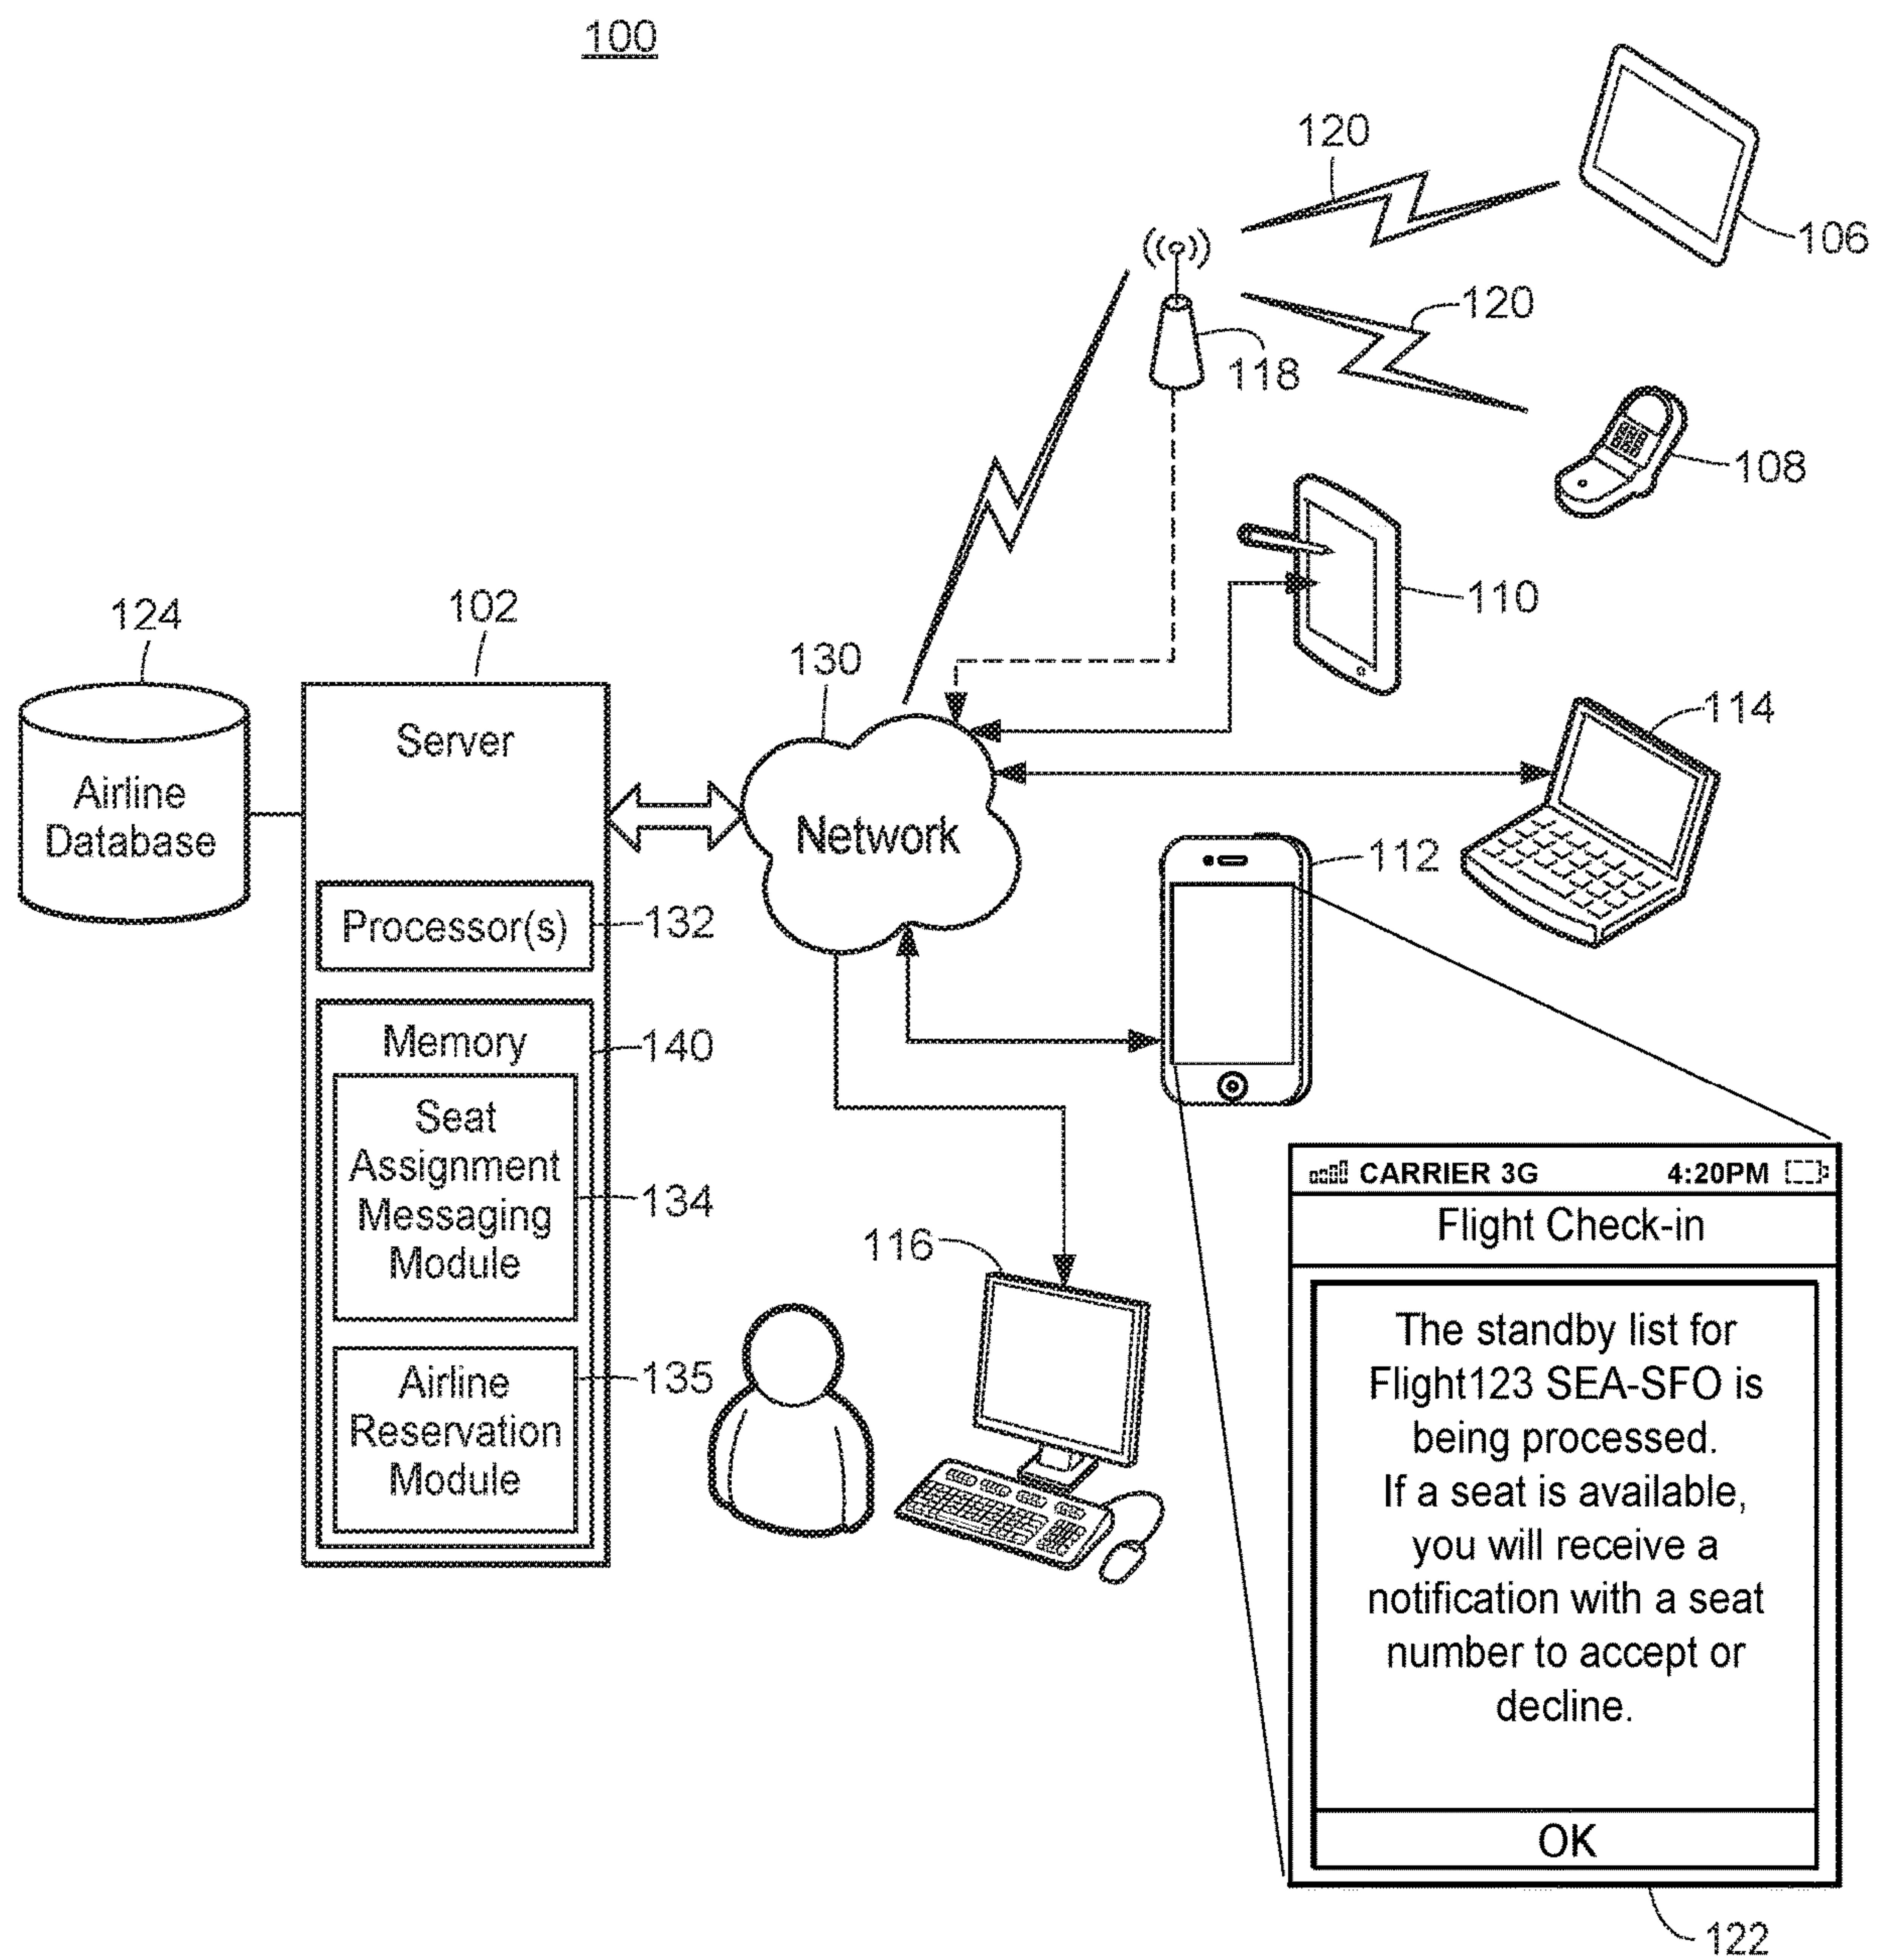 100
120
106
120
118
108
110
124
102
130
114
Server
Airline
Database
Network
112
Processor(s)
132
Memory
140
Seat
Assignment
Messaging
Module
134
CARRIER 3G 4:20PM
Flight Check-in
116
The standby list for
Flight123 SEA-SFO is
being processed.
If a seat is available,
you will receive a
notification with a seat
number to accept or
decline.
OK
Airline
Reservation
Module
135
122